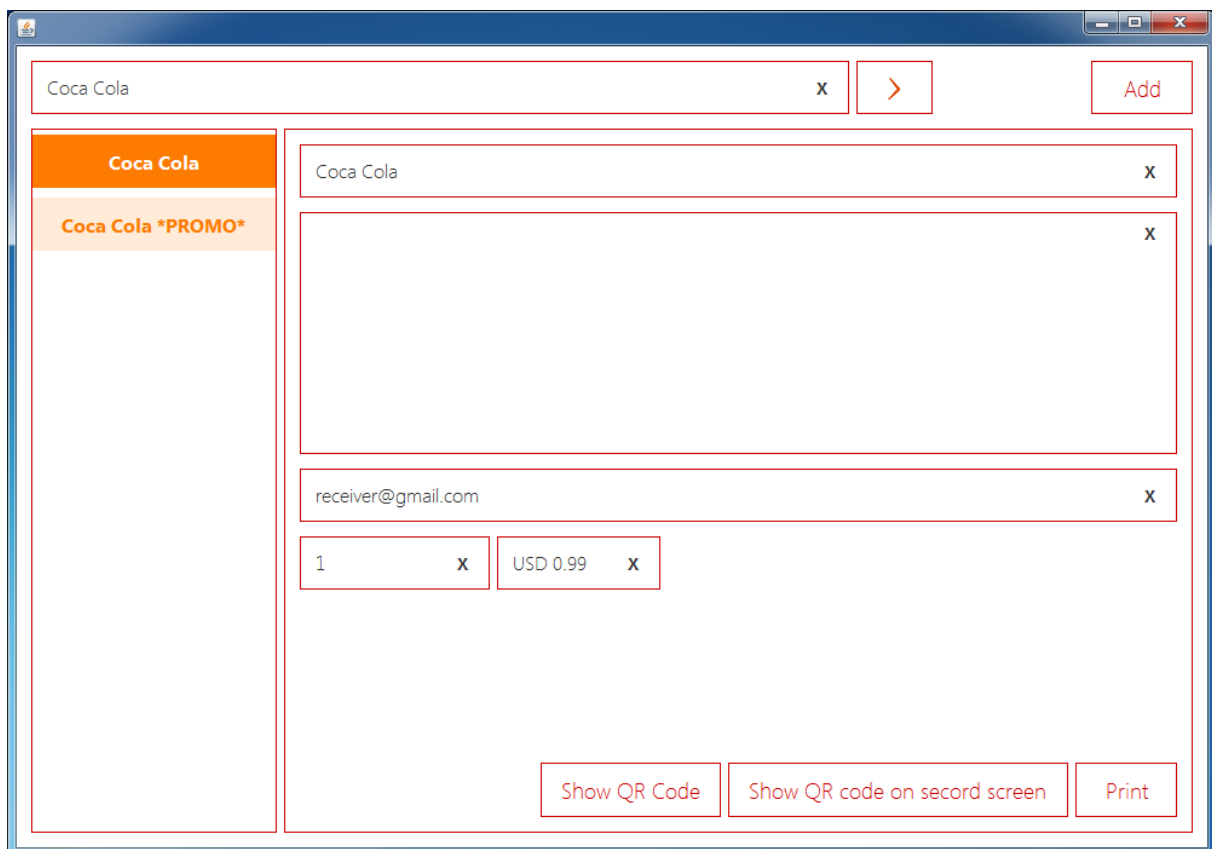 Coca Cola X > Add
Coca Cola
Coca Cola *PROMO*
Coca Cola X
X
receiver@gmail.com X
1 X USD 0.99 X
Show QR Code Show QR code on secord screen Print